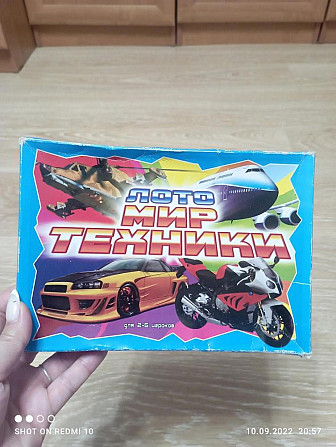 ЛОТО
МИР
ТЕХНИКИ
для 2-6 игроков
SHOT ON REDMI 10
10.09.2022 20:57